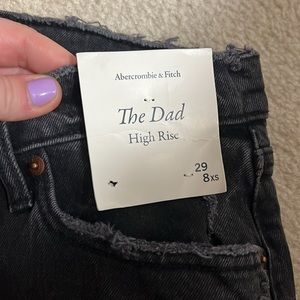 Abercrombie & Fitch
The Dad
High Rise
29
8XS